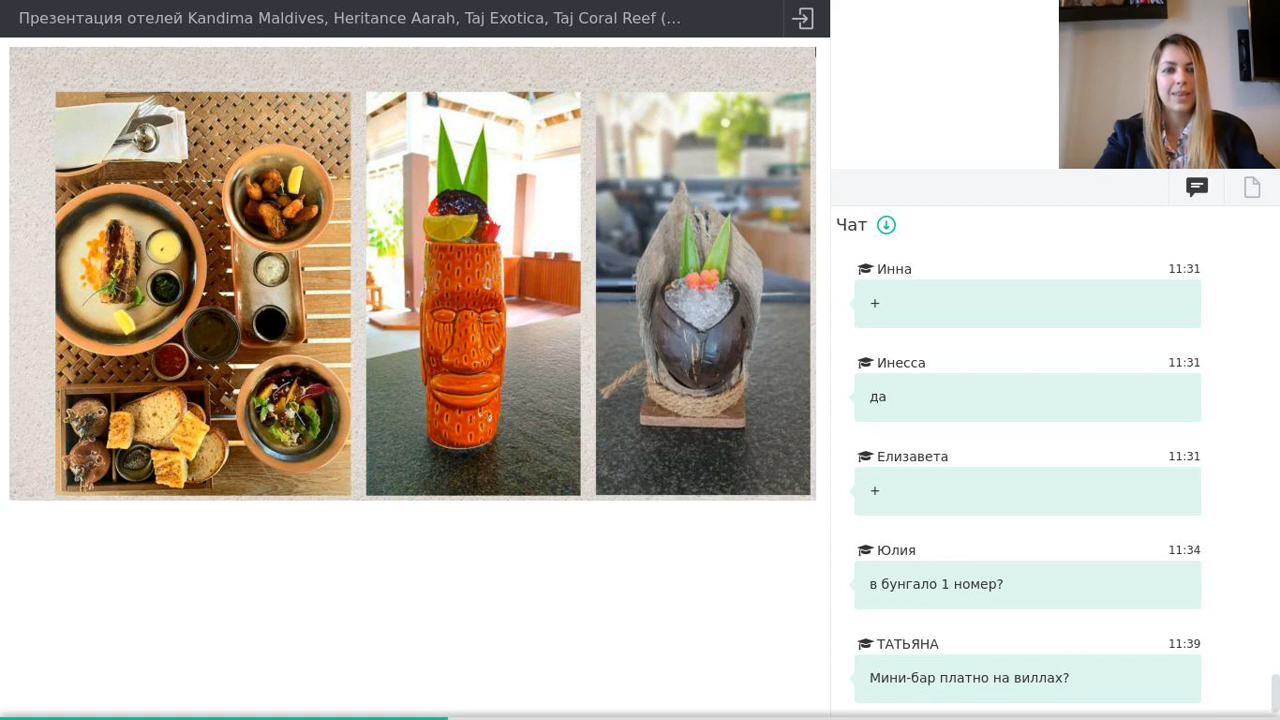 Презентация отелей Kandima Maldives, Heritance Aarah, Taj Exotica, Taj Coral Reef (...
Чат
Инна 11:31
+
Инесса 11:31
да
Елизавета 11:31
+
Юлия 11:34
в бунгало 1 номер?
ТАТЬЯНА 11:39
Мини-бар платно на виллах?